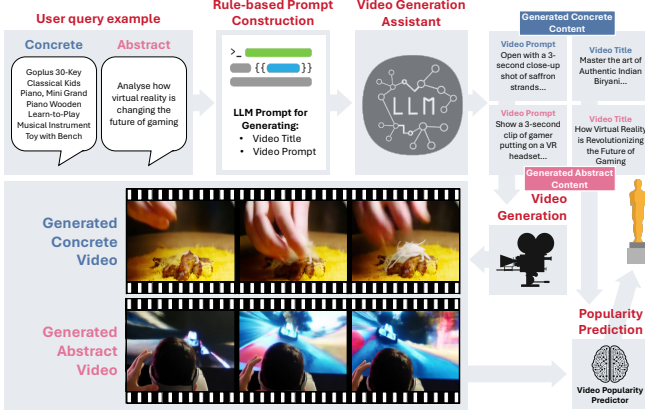 User query example
Concrete
Abstract
Goplus 30-Key
Classical Kids
Piano, Mini Grand
Piano Wooden
Learn-to-Play
Musical Instrument
Toy with Bench
Analyse how
virtual reality is
changing the
future of gaming
Rule-based Prompt
Construction
>_
{{ }}
LLM Prompt for
Generating:
• Video Title
• Video Prompt
Video Generation
Assistant
LLM
Generated Concrete
Content
Video Prompt
Open with a 3-
second close-up
shot of saffron
strands...
Video Title
Master the art of
Authentic Indian
Biryani...
Video Prompt
Show a 3-second
clip of gamer
putting on a VR
headset...
Video Title
How Virtual Reality
is Revolutionizing
the Future of
Gaming
Generated Abstract
Content
Video
Generation
Generated
Concrete
Video
Generated
Abstract
Video
Popularity
Prediction
Video Popularity
Predictor